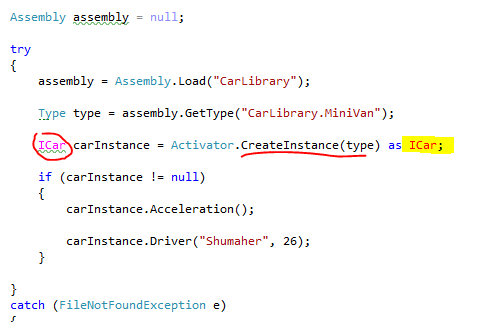 Assembly assembly = null;
try
{
assembly = Assembly.Load("CarLibrary");
Type type = assembly.GetType("CarLibrary.MiniVan");
ICar carInstance = Activator.CreateInstance(type) as ICar;
if (carInstance != null)
{
carInstance.Acceleration();
carInstance.Driver("Shumaher", 26);
}
}
catch (FileNotFoundException e)
{